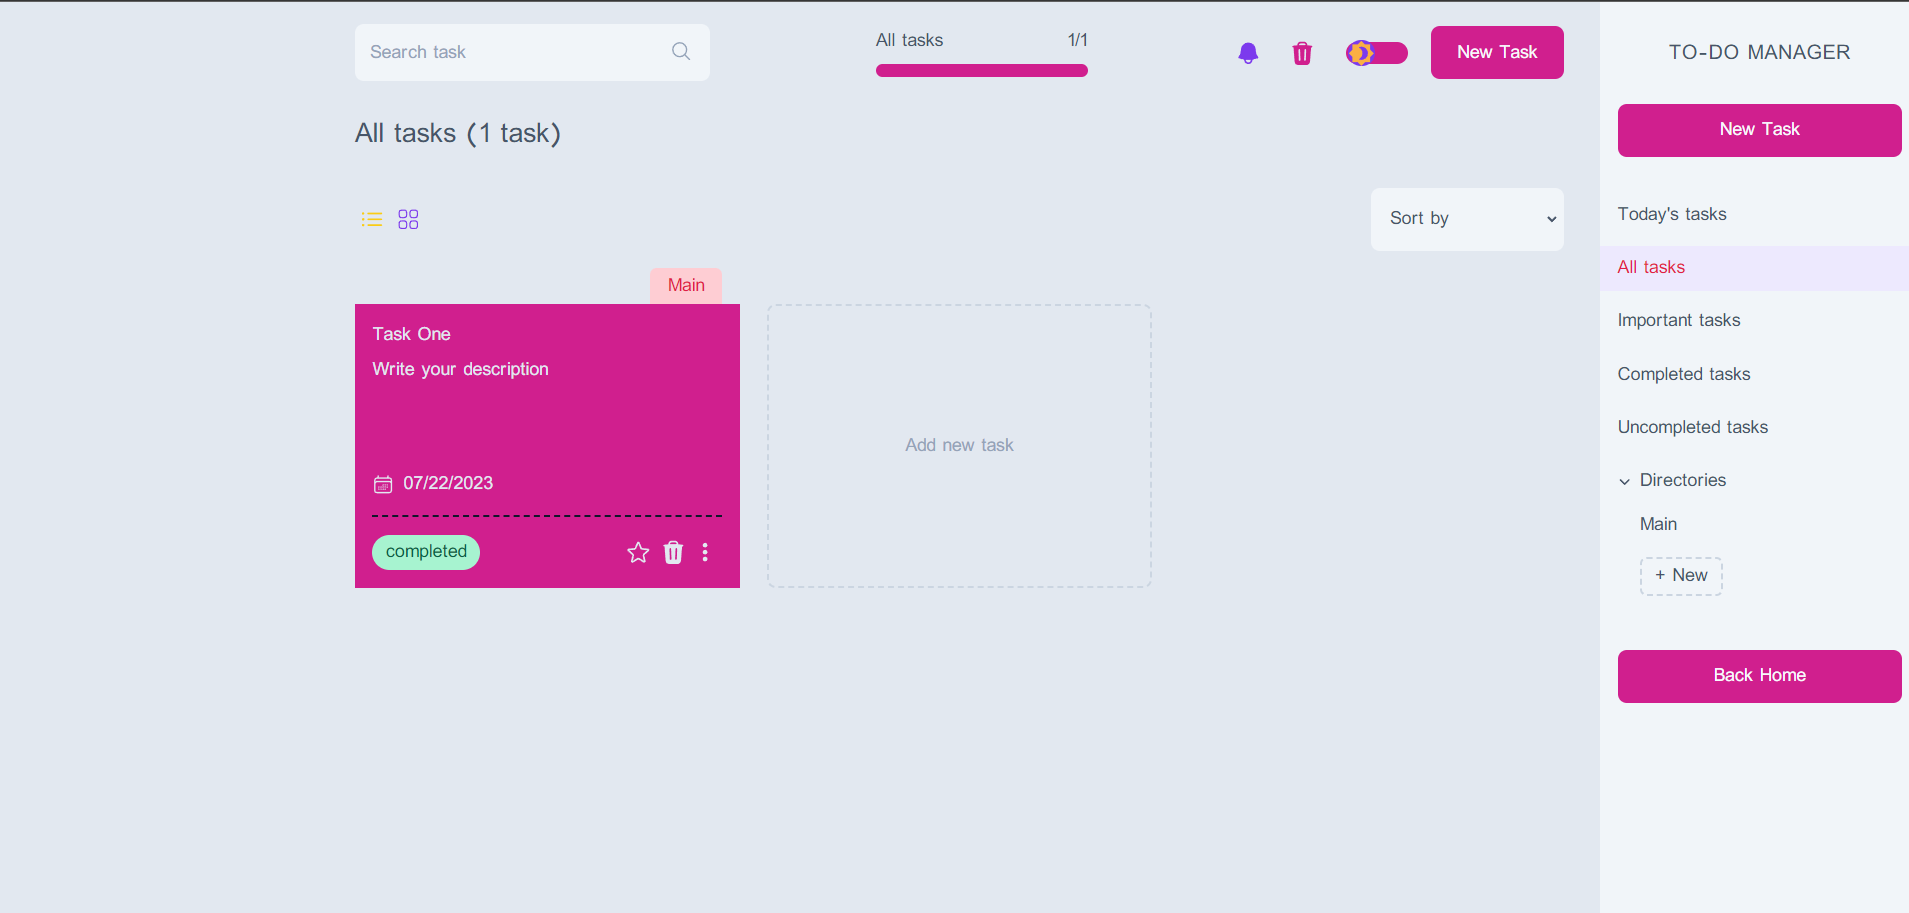 Search task
All tasks 1/1
New Task
All tasks (1 task)
Sort by
Main
Task One
Write your description
07/22/2023
completed
Add new task
TO-DO MANAGER
New Task
Today's tasks
All tasks
Important tasks
Completed tasks
Uncompleted tasks
Directories
Main
+ New
Back Home